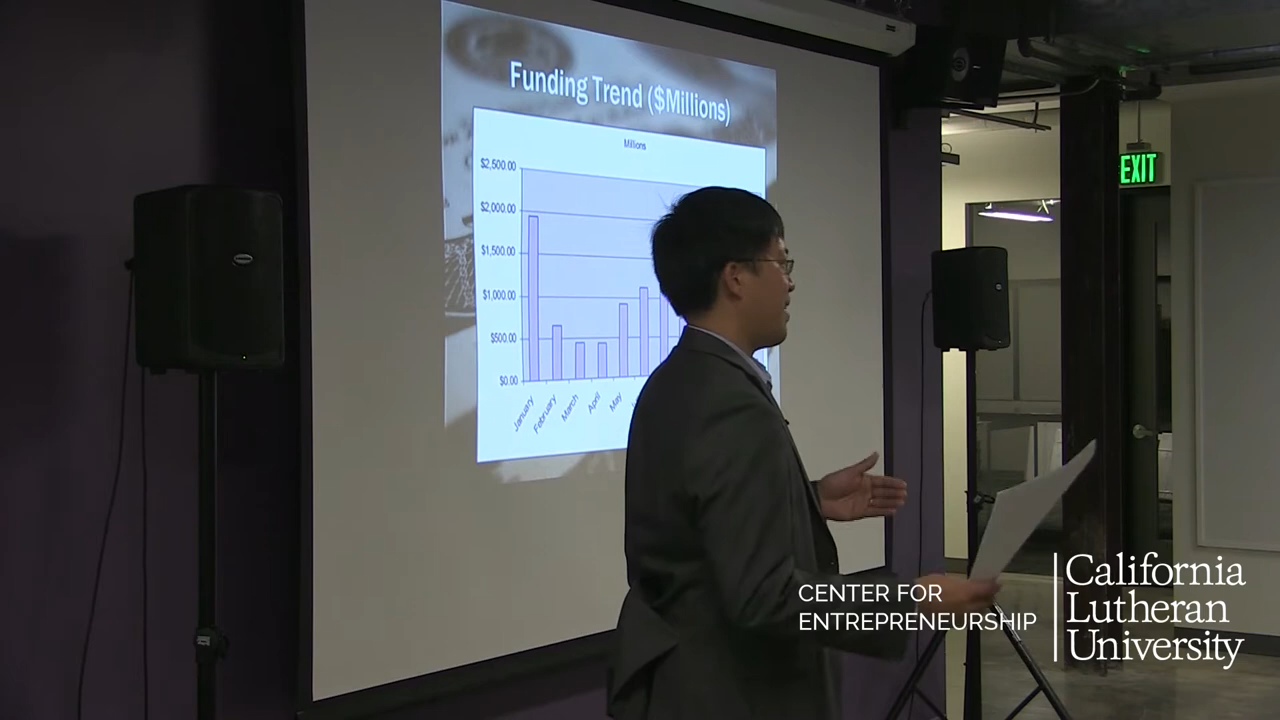 Funding Trend ($Millions)
Millions
$2,500.00
$2,000.00
$1,500.00
$1,000.00
$500.00
$0.00
January
February
March
April
May
EXIT
CENTER FOR
ENTREPRENEURSHIP
California
Lutheran
University